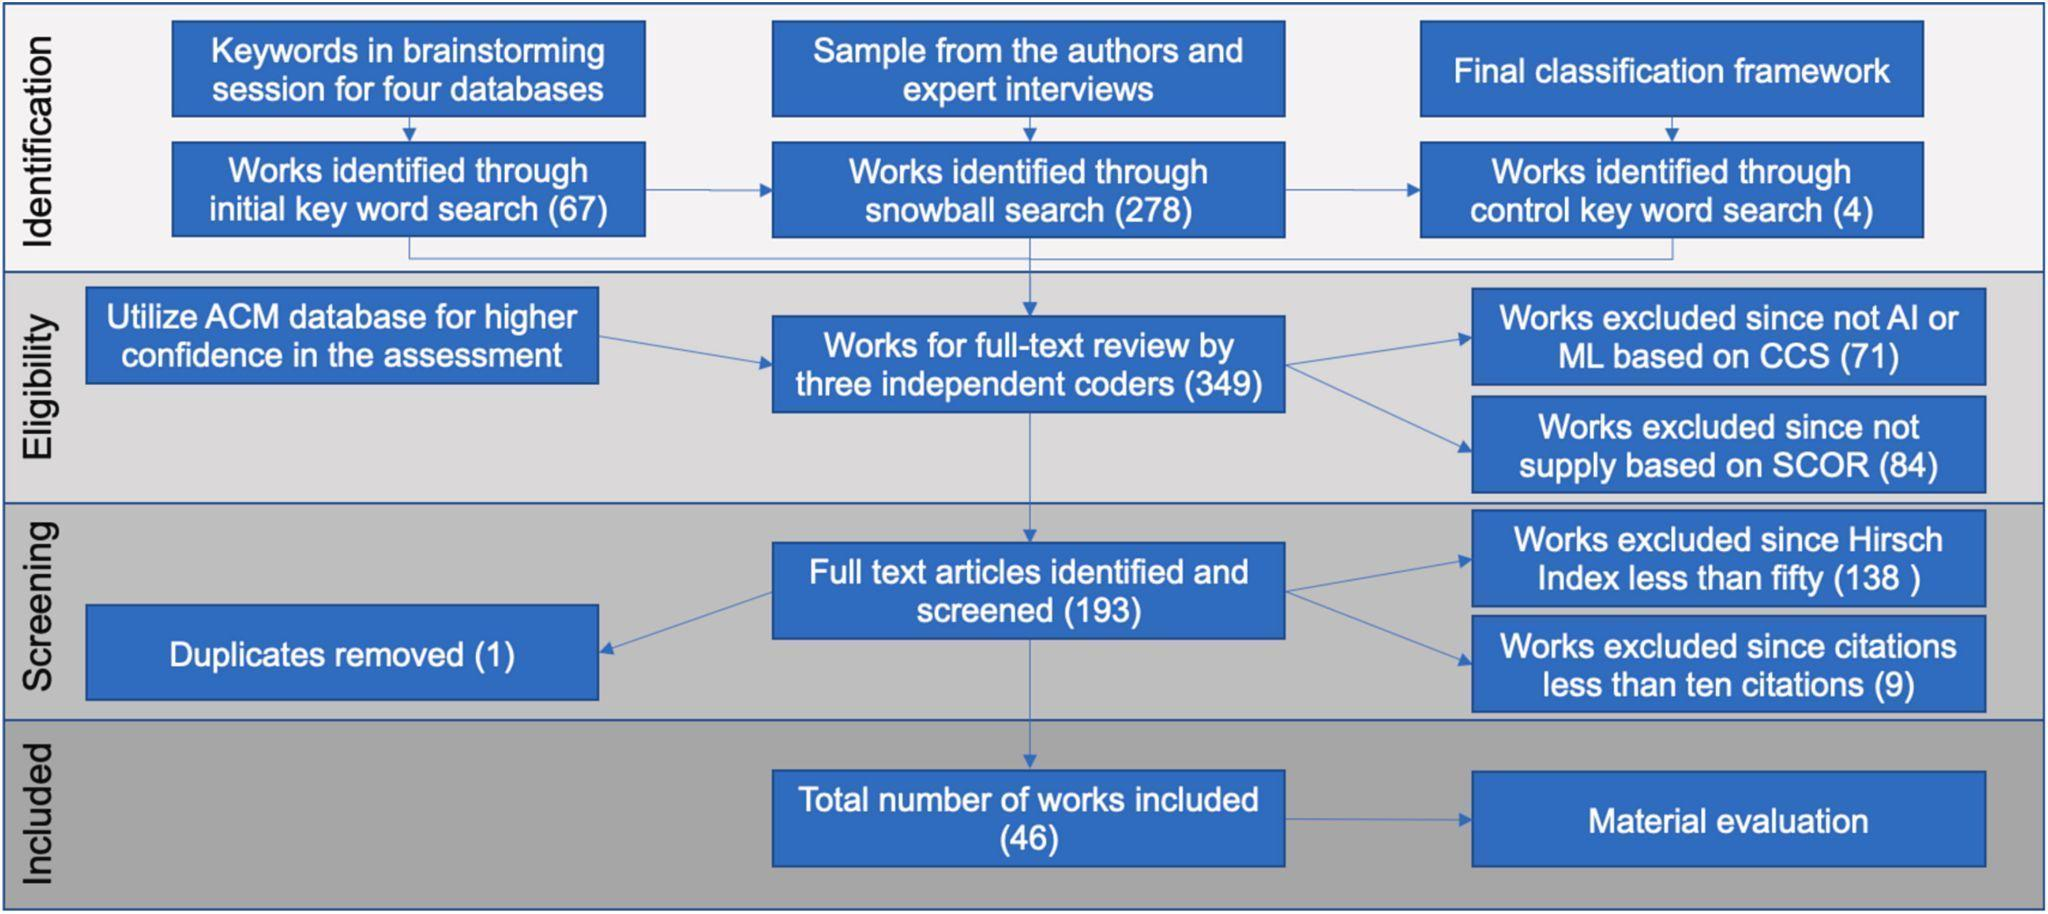 Identification
Keywords in brainstorming
session for four databases
Sample from the authors and
expert interviews
Final classification framework
Works identified through
initial key word search (67)
Works identified through
snowball search (278)
Works identified through
control key word search (4)
Eligibility
Utilize ACM database for higher
confidence in the assessment
Works for full-text review by
three independent coders (349)
Works excluded since not AI or
ML based on CCS (71)
Works excluded since not
supply based on SCOR (84)
Screening
Full text articles identified and
screened (193)
Duplicates removed (1)
Works excluded since Hirsch
Index less than fifty (138 )
Works excluded since citations
less than ten citations (9)
Included
Total number of works included
(46)
Material evaluation